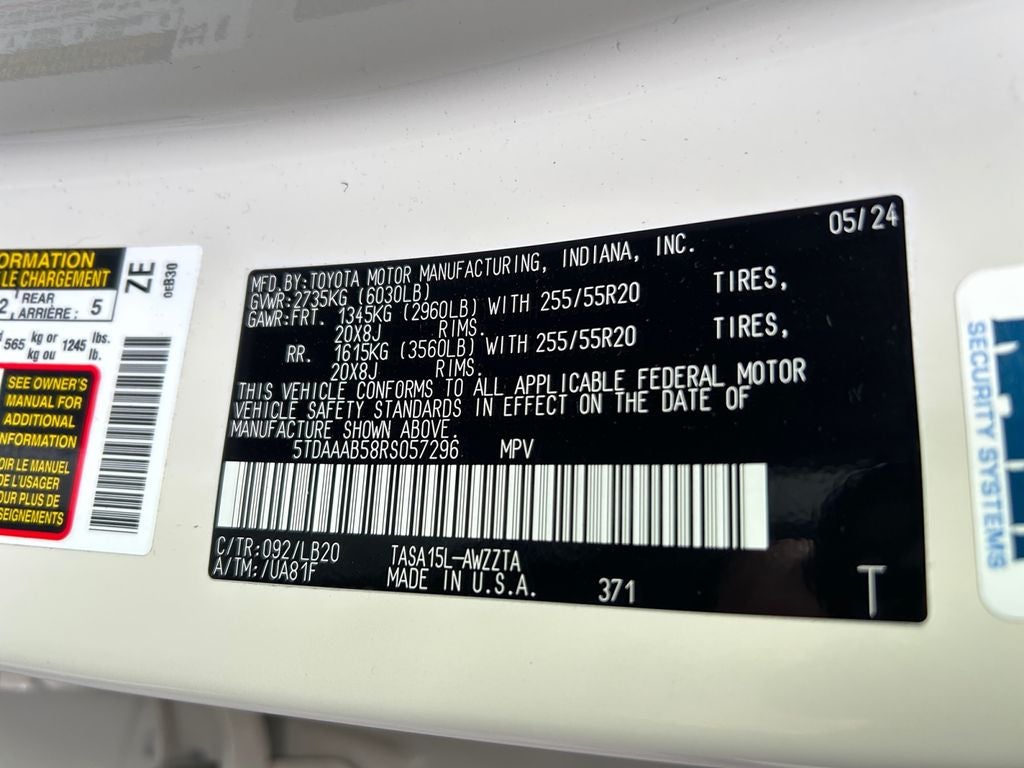 ORMATION
LE CHARGEMENT
2, REAR
ARRIÈRE: 5
565 kg or 1245 lbs.
kg ou lb.
SEE OWNER'S
MANUAL FOR
ADDITIONAL
NFORMATION
OIR LE MANUEL
DE L'USAGER
OUR PLUS DE
SEIGNEMENTS
ZE
0EB30
05/24
MFD.BY:TOYOTA MOTOR MANUFACTURING, INDIANA, INC.
GVWR:2735KG (6030LB)
GAWR:FRT. 1345KG (2960LB) WITH 255/55R20 TIRES,
20X8J RIMS.
RR. 1615KG (3560LB) WITH 255/55R20 TIRES,
20X8J RIMS.
THIS VEHICLE CONFORMS TO ALL APPLICABLE FEDERAL MOTOR
VEHICLE SAFETY STANDARDS IN EFFECT ON THE DATE OF
MANUFACTURE SHOWN ABOVE.
5TDAAAB58RS057296 MPV
C/TR:092/LB20 TASA15L-AWZZTA
A/TM:/UA81F MADE IN U.S.A. 371
T
SECURITY SYSTEMS